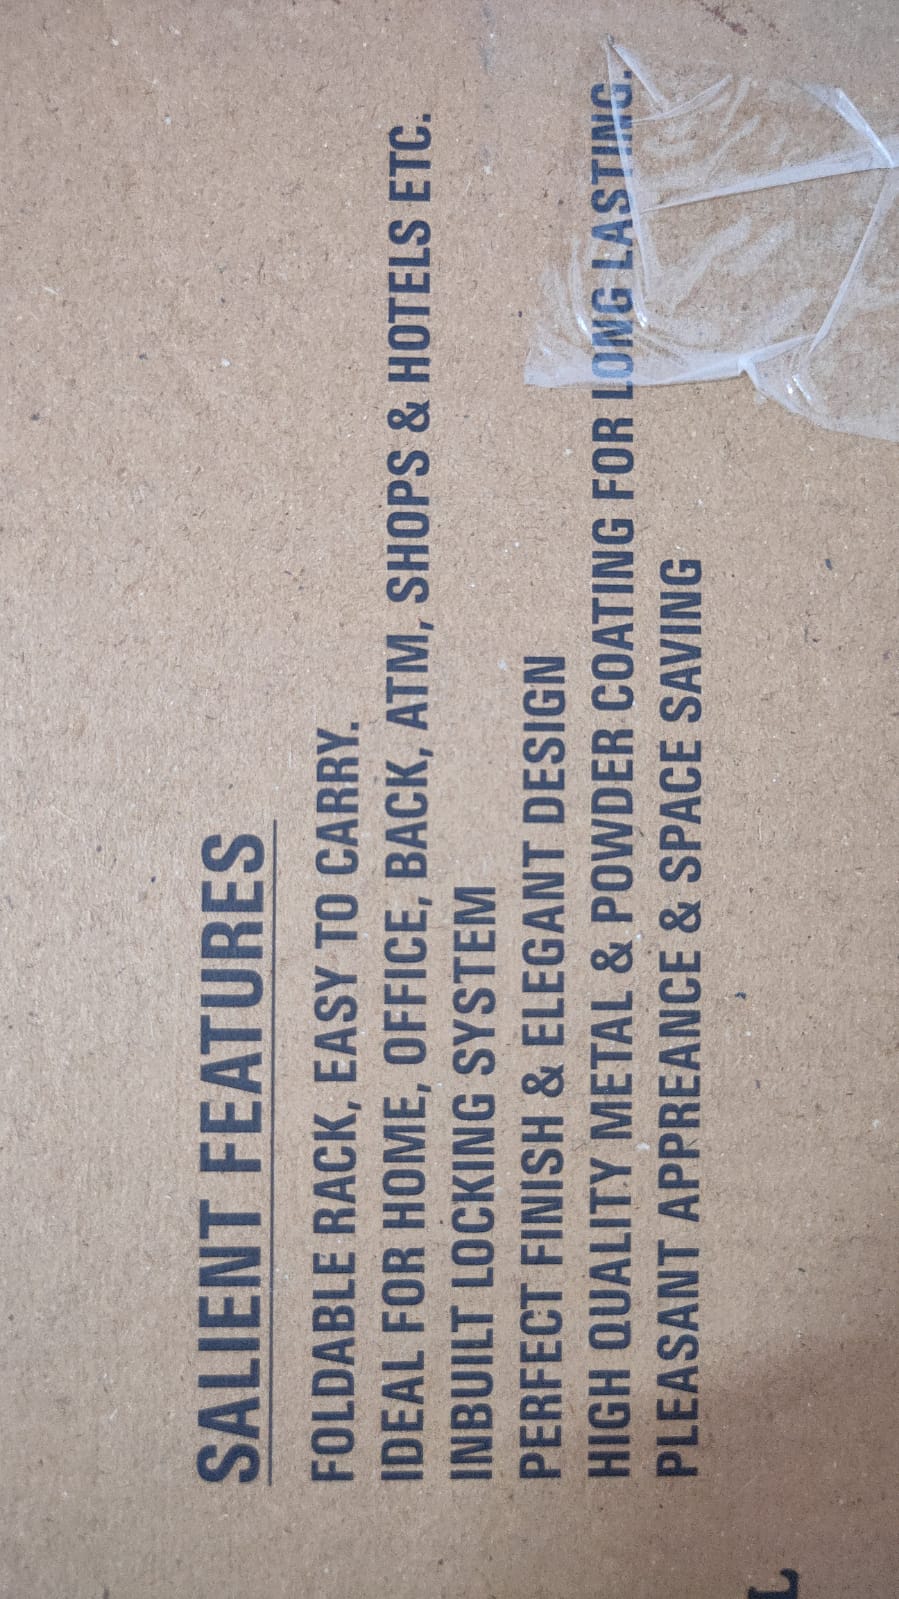 SALIENT FEATURES
FOLDABLE RACK, EASY TO CARRY.
IDEAL FOR HOME, OFFICE, BACK, ATM, SHOPS & HOTELS ETC.
INBUILT LOCKING SYSTEM
PERFECT FINISH & ELEGANT DESIGN
HIGH QUALITY METAL & POWDER COATING FOR LONG LASTING.
PLEASANT APPREANCE & SPACE SAVING